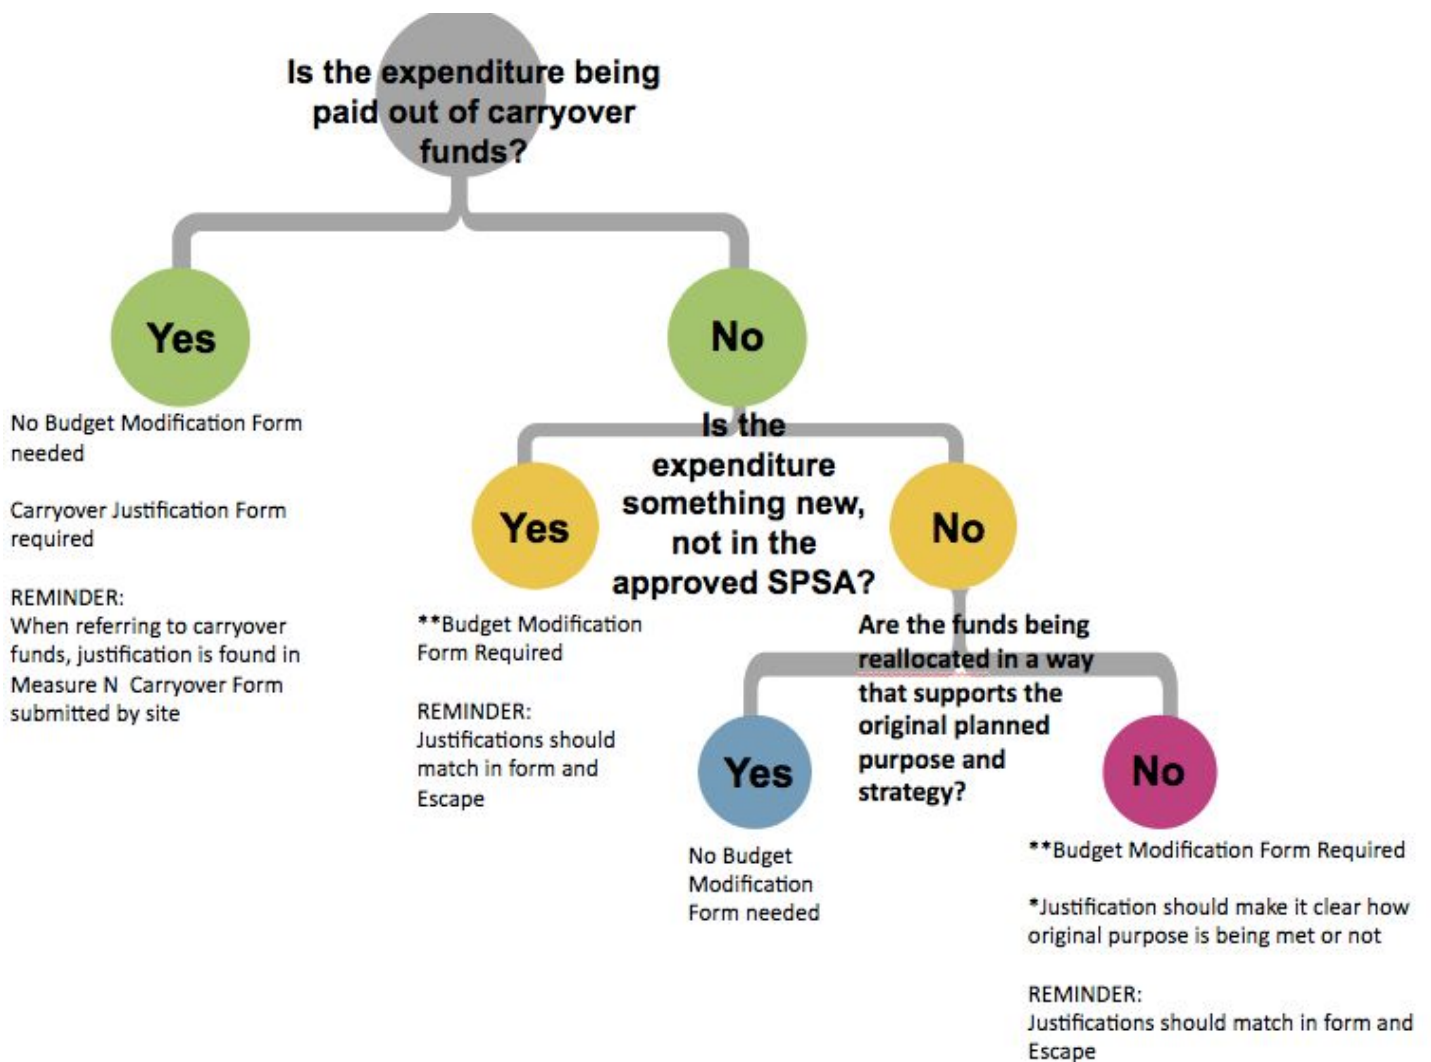 Is the expenditure being
paid out of carryover
funds?
Yes
No
No Budget Modification Form
needed
Carryover Justification Form
required
REMINDER:
When referring to carryover
funds, justification is found in
Measure N Carryover Form
submitted by site
Is the
expenditure
something new,
not in the
approved SPSA?
Yes
No
**Budget Modification
Form Required
REMINDER:
Justifications should
match in form and
Escape
Are the funds being
reallocated in a way
that supports the
original planned
purpose and
strategy?
Yes
No
No Budget
Modification
Form needed
**Budget Modification Form Required
*Justification should make it clear how
original purpose is being met or not
REMINDER:
Justifications should match in form and
Escape